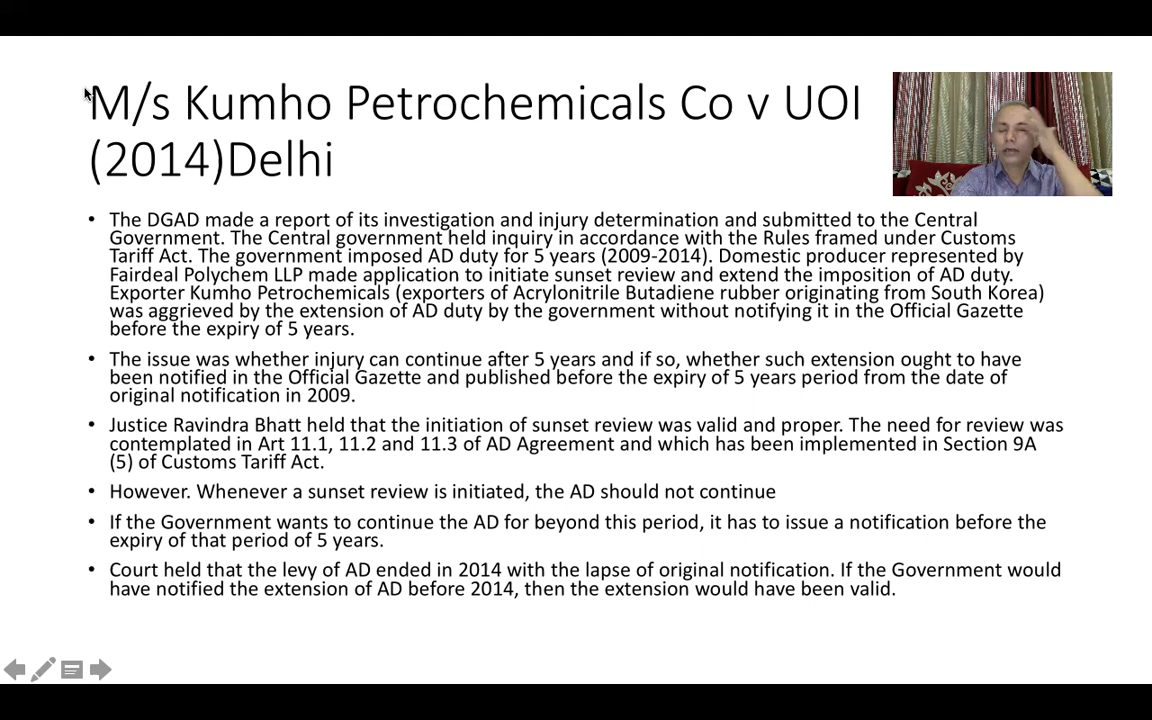 M/s Kumho Petrochemicals Co v UOI
(2014)Delhi
• The DGAD made a report of its investigation and injury determination and submitted to the Central
Government. The Central government held inquiry in accordance with the Rules framed under Customs
Tariff Act. The government imposed AD duty for 5 years (2009-2014). Domestic producer represented by
Fairdeal Polychem LLP made application to initiate sunset review and extend the imposition of AD duty.
Exporter Kumho Petrochemicals (exporters of Acrylonitrile Butadiene rubber originating from South Korea)
was aggrieved by the extension of AD duty by the government without notifying it in the Official Gazette
before the expiry of 5 years.
• The issue was whether injury can continue after 5 years and if so, whether such extension ought to have
been notified in the Official Gazette and published before the expiry of 5 years period from the date of
original notification in 2009.
• Justice Ravindra Bhatt held that the initiation of sunset review was valid and proper. The need for review was
contemplated in Art 11.1, 11.2 and 11.3 of AD Agreement and which has been implemented in Section 9A
(5) of Customs Tariff Act.
• However. Whenever a sunset review is initiated, the AD should not continue
• If the Government wants to continue the AD for beyond this period, it has to issue a notification before the
expiry of that period of 5 years.
• Court held that the levy of AD ended in 2014 with the lapse of original notification. If the Government would
have notified the extension of AD before 2014, then the extension would have been valid.